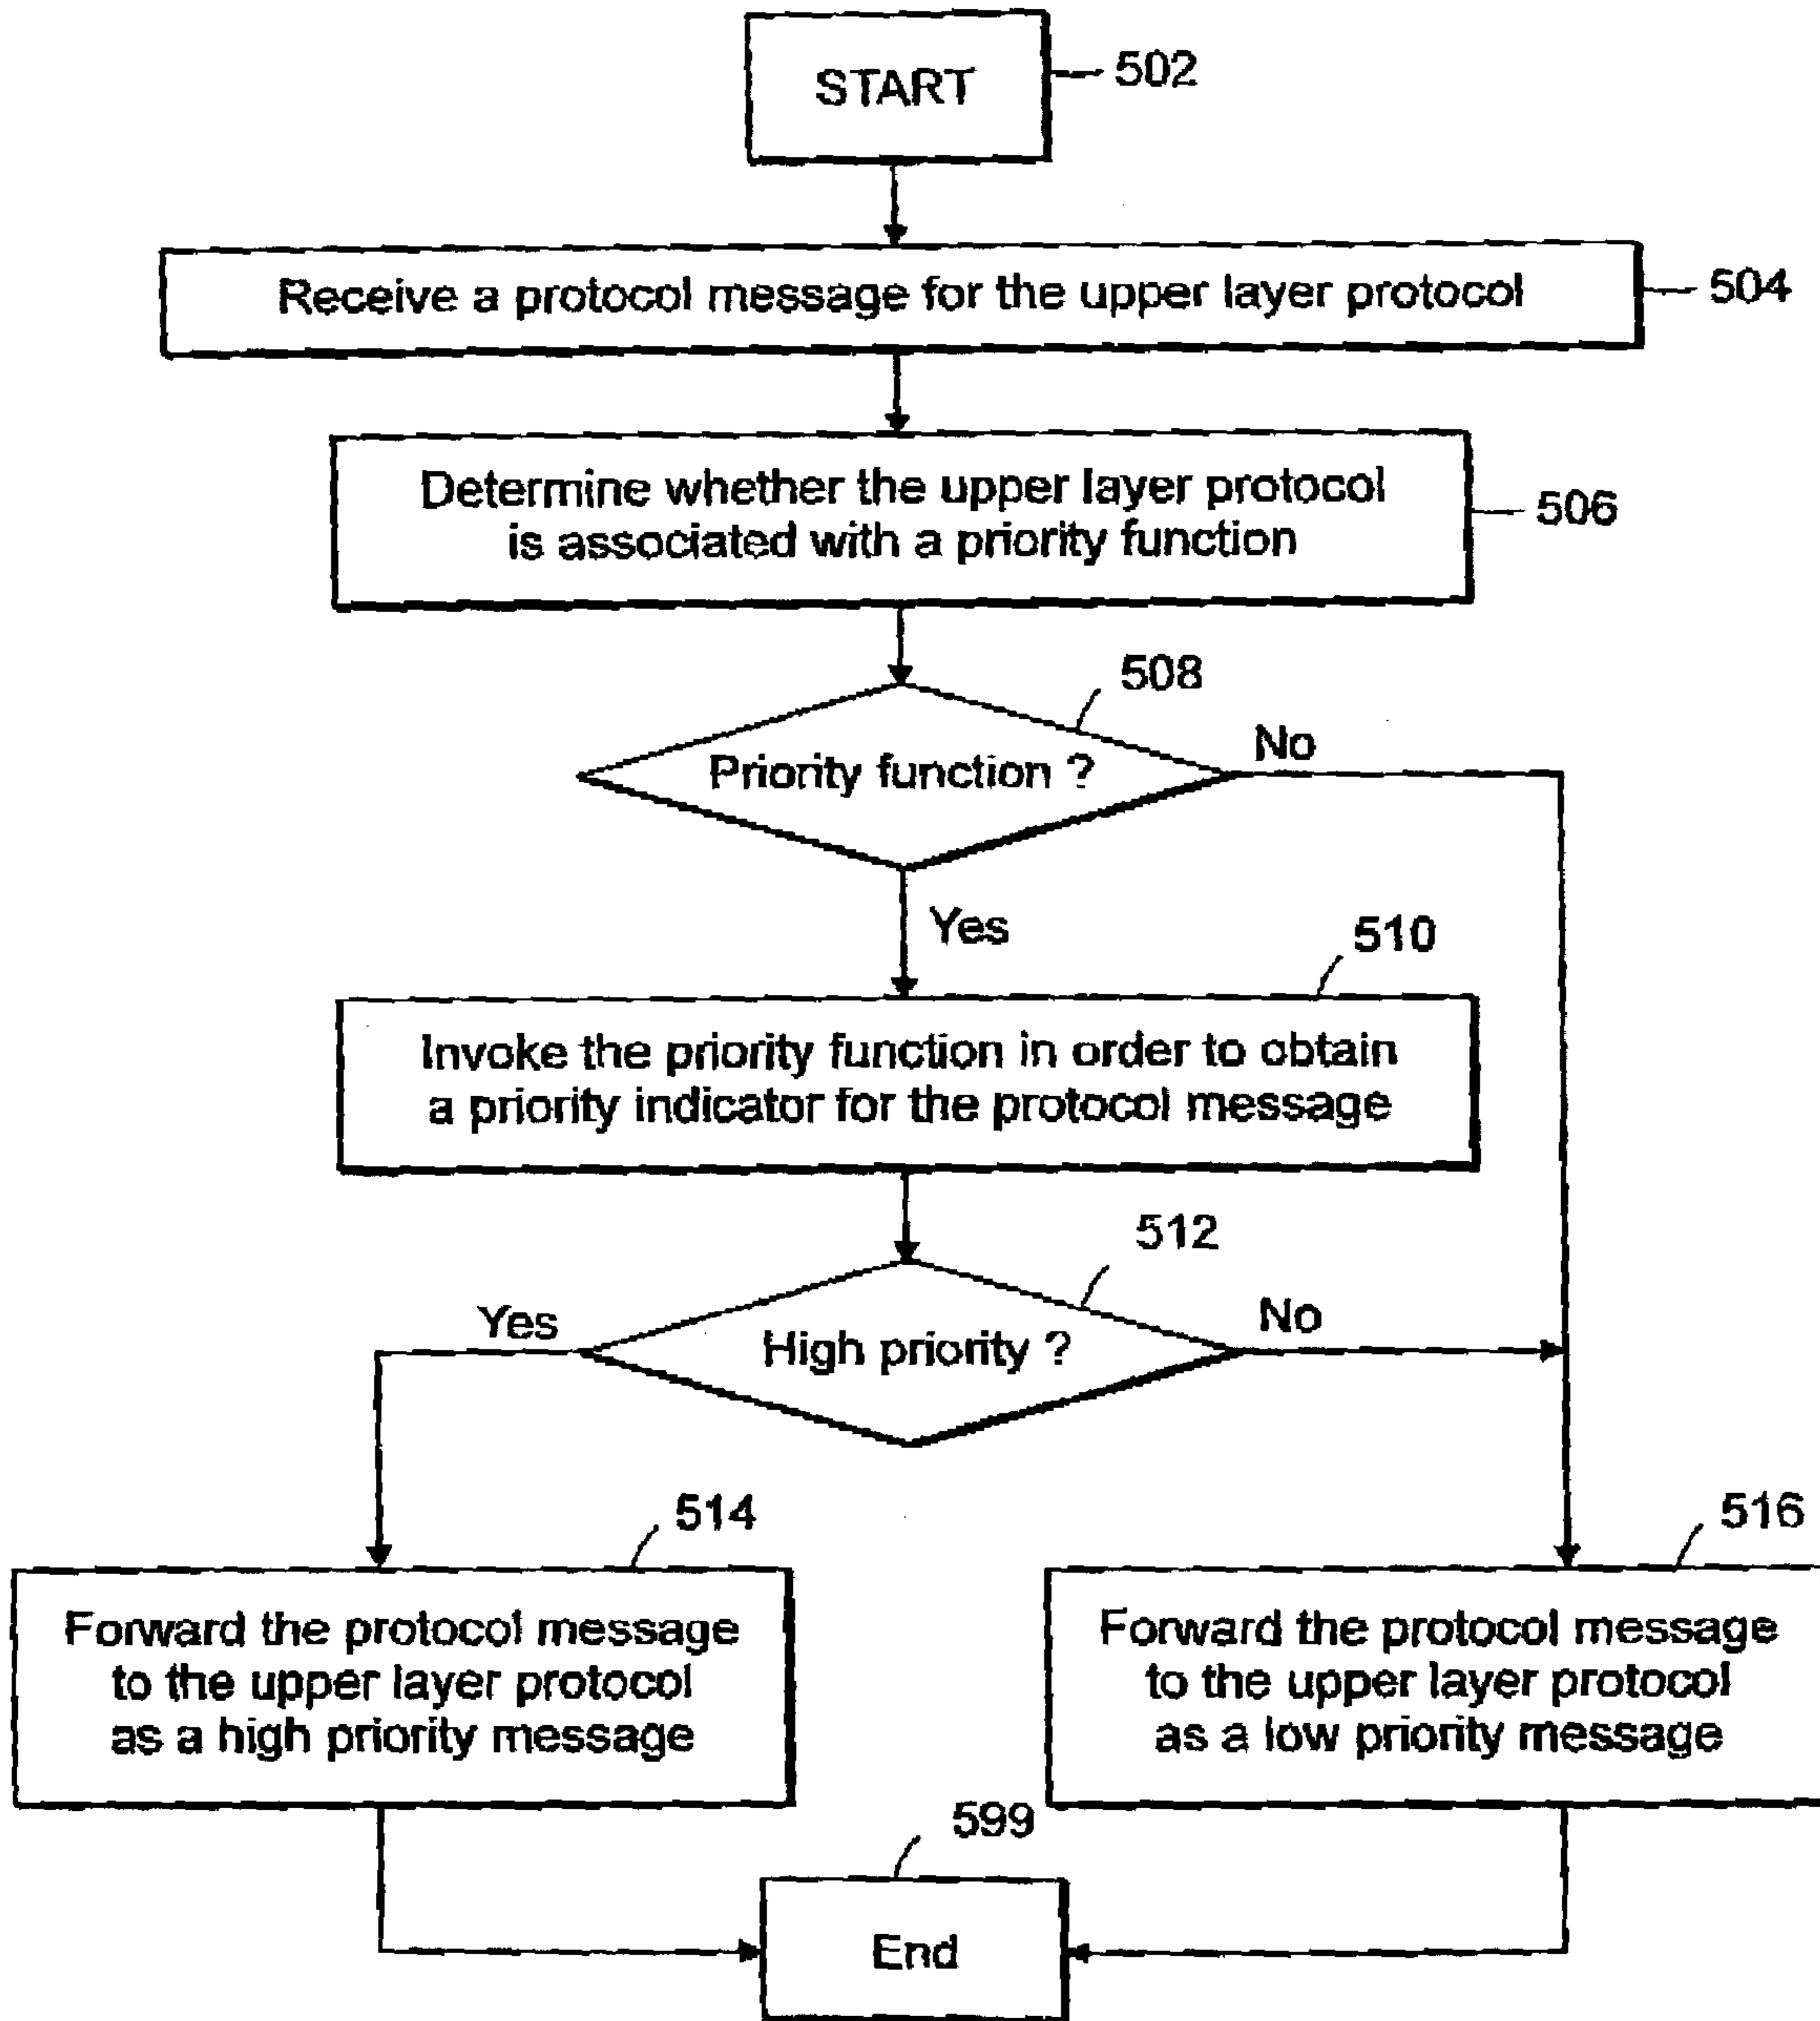 START
502
Receive a protocol message for the upper layer protocol
504
Determine whether the upper layer protocol
is associated with a priority function
506
508
Priority function ?
No
Yes
510
Invoke the priority function in order to obtain
a priority indicator for the protocol message
512
Yes
High priority ?
No
514
Forward the protocol message
to the upper layer protocol
as a high priority message
516
Forward the protocol message
to the upper layer protocol
as a low priority message
599
End